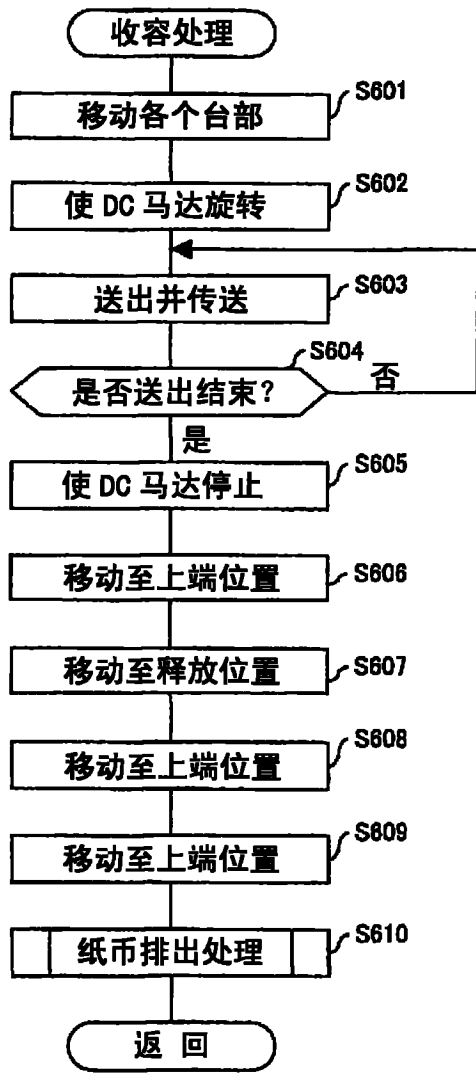 收容处理
移动各个台部
S601
使 DC 马达旋转
S602
送出并传送
S603
是否送出结束?
S604
否
是
使 DC 马达停止
S605
移动至上端位置
S606
移动至释放位置
S607
移动至上端位置
S608
移动至上端位置
S609
纸币排出处理
S610
返 回